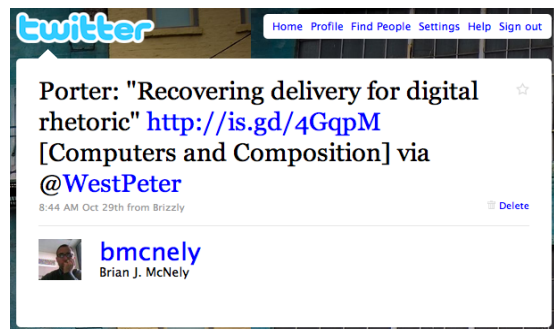 twitter
Home Profile Find People Settings Help Sign out
Porter: "Recovering delivery for digital
rhetoric" http://is.gd/4GqpM
[Computers and Composition] via
@WestPeter
8:44 AM Oct 29th from Brizzly
Delete
bmcnely
Brian J. McNely